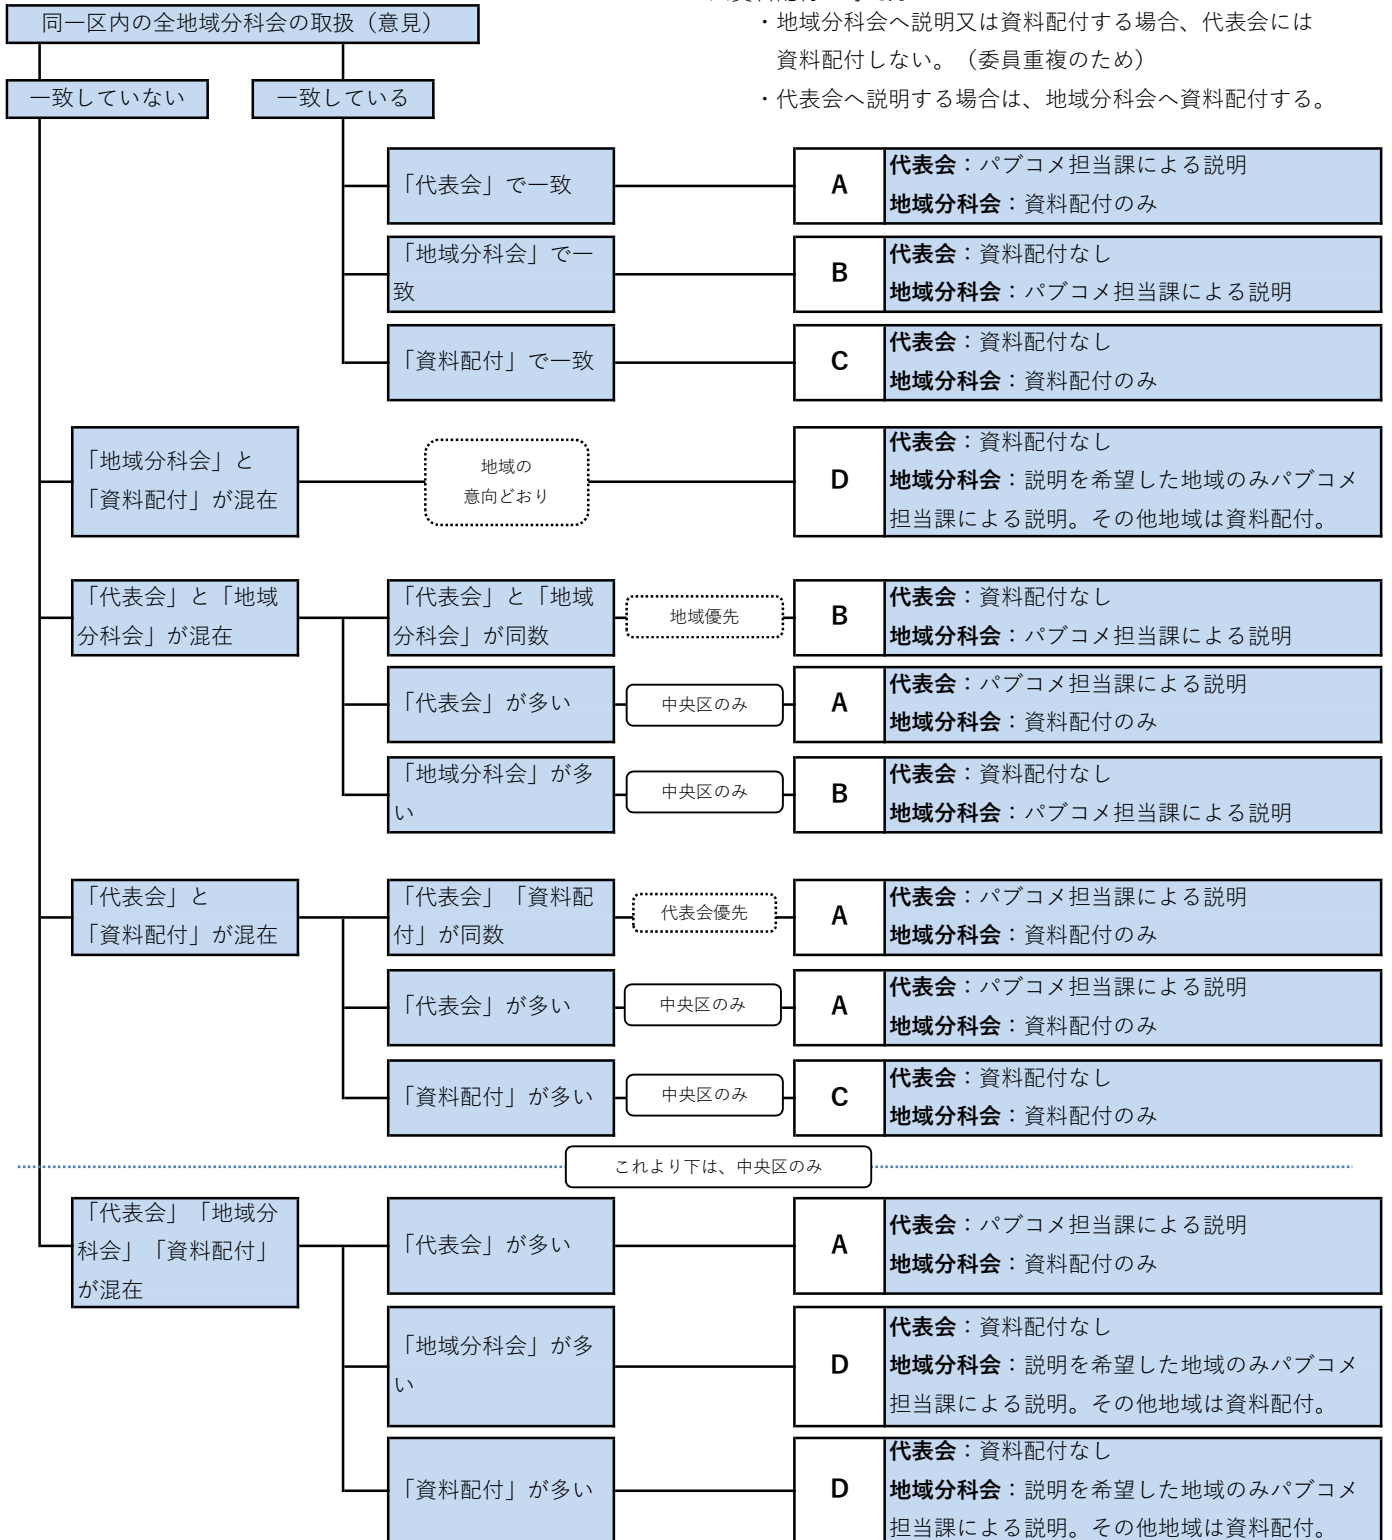 同一区内の全地域分科会の取扱（意見）
・地域分科会へ説明又は資料配付する場合、代表会には
資料配付しない。（委員重複のため）
・代表会へ説明する場合は、地域分科会へ資料配付する。
一致していない
一致している
「代表会」で一致
A
代表会：パブコメ担当課による説明
地域分科会：資料配付のみ
「地域分科会」で一
致
B
代表会：資料配付なし
地域分科会：パブコメ担当課による説明
「資料配付」で一致
C
代表会：資料配付なし
地域分科会：資料配付のみ
「地域分科会」と
「資料配付」が混在
地域の
意向どおり
D
代表会：資料配付なし
地域分科会：説明を希望した地域のみパブコメ
担当課による説明。その他地域は資料配付。
「代表会」と「地域
分科会」が混在
「代表会」と「地域
分科会」が同数
地域優先
B
代表会：資料配付なし
地域分科会：パブコメ担当課による説明
「代表会」が多い
中央区のみ
A
代表会：パブコメ担当課による説明
地域分科会：資料配付のみ
「地域分科会」が多
い
中央区のみ
B
代表会：資料配付なし
地域分科会：パブコメ担当課による説明
「代表会」と
「資料配付」が混在
「代表会」「資料配
付」が同数
代表会優先
A
代表会：パブコメ担当課による説明
地域分科会：資料配付のみ
「代表会」が多い
中央区のみ
A
代表会：パブコメ担当課による説明
地域分科会：資料配付のみ
「資料配付」が多い
中央区のみ
C
代表会：資料配付なし
地域分科会：資料配付のみ
これより下は、中央区のみ
「代表会」「地域分
科会」「資料配付」
が混在
「代表会」が多い
A
代表会：パブコメ担当課による説明
地域分科会：資料配付のみ
「地域分科会」が多
い
D
代表会：資料配付なし
地域分科会：説明を希望した地域のみパブコメ
担当課による説明。その他地域は資料配付。
「資料配付」が多い
D
代表会：資料配付なし
地域分科会：説明を希望した地域のみパブコメ
担当課による説明。その他地域は資料配付。